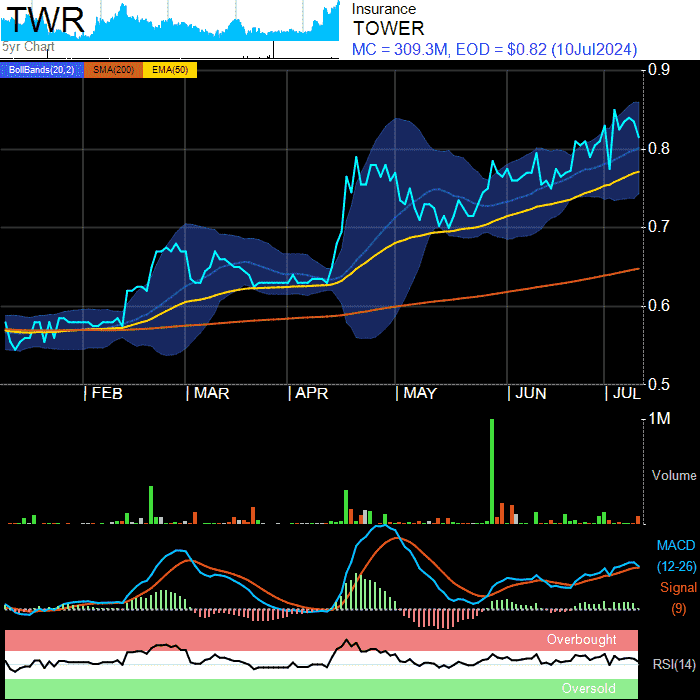 TWR
Insurance
TOWER
5yr Chart
MC = 309.3M, EOD = $0.82 (10Jul2024)
BollBands(20,2) SMA(200) EMA(50)
0.9
0.8
0.7
0.6
0.5
FEB MAR APR MAY JUN JUL
1M
Volume
MACD
(12-26)
Signal
(9)
Overbought
RSI(14)
Oversold